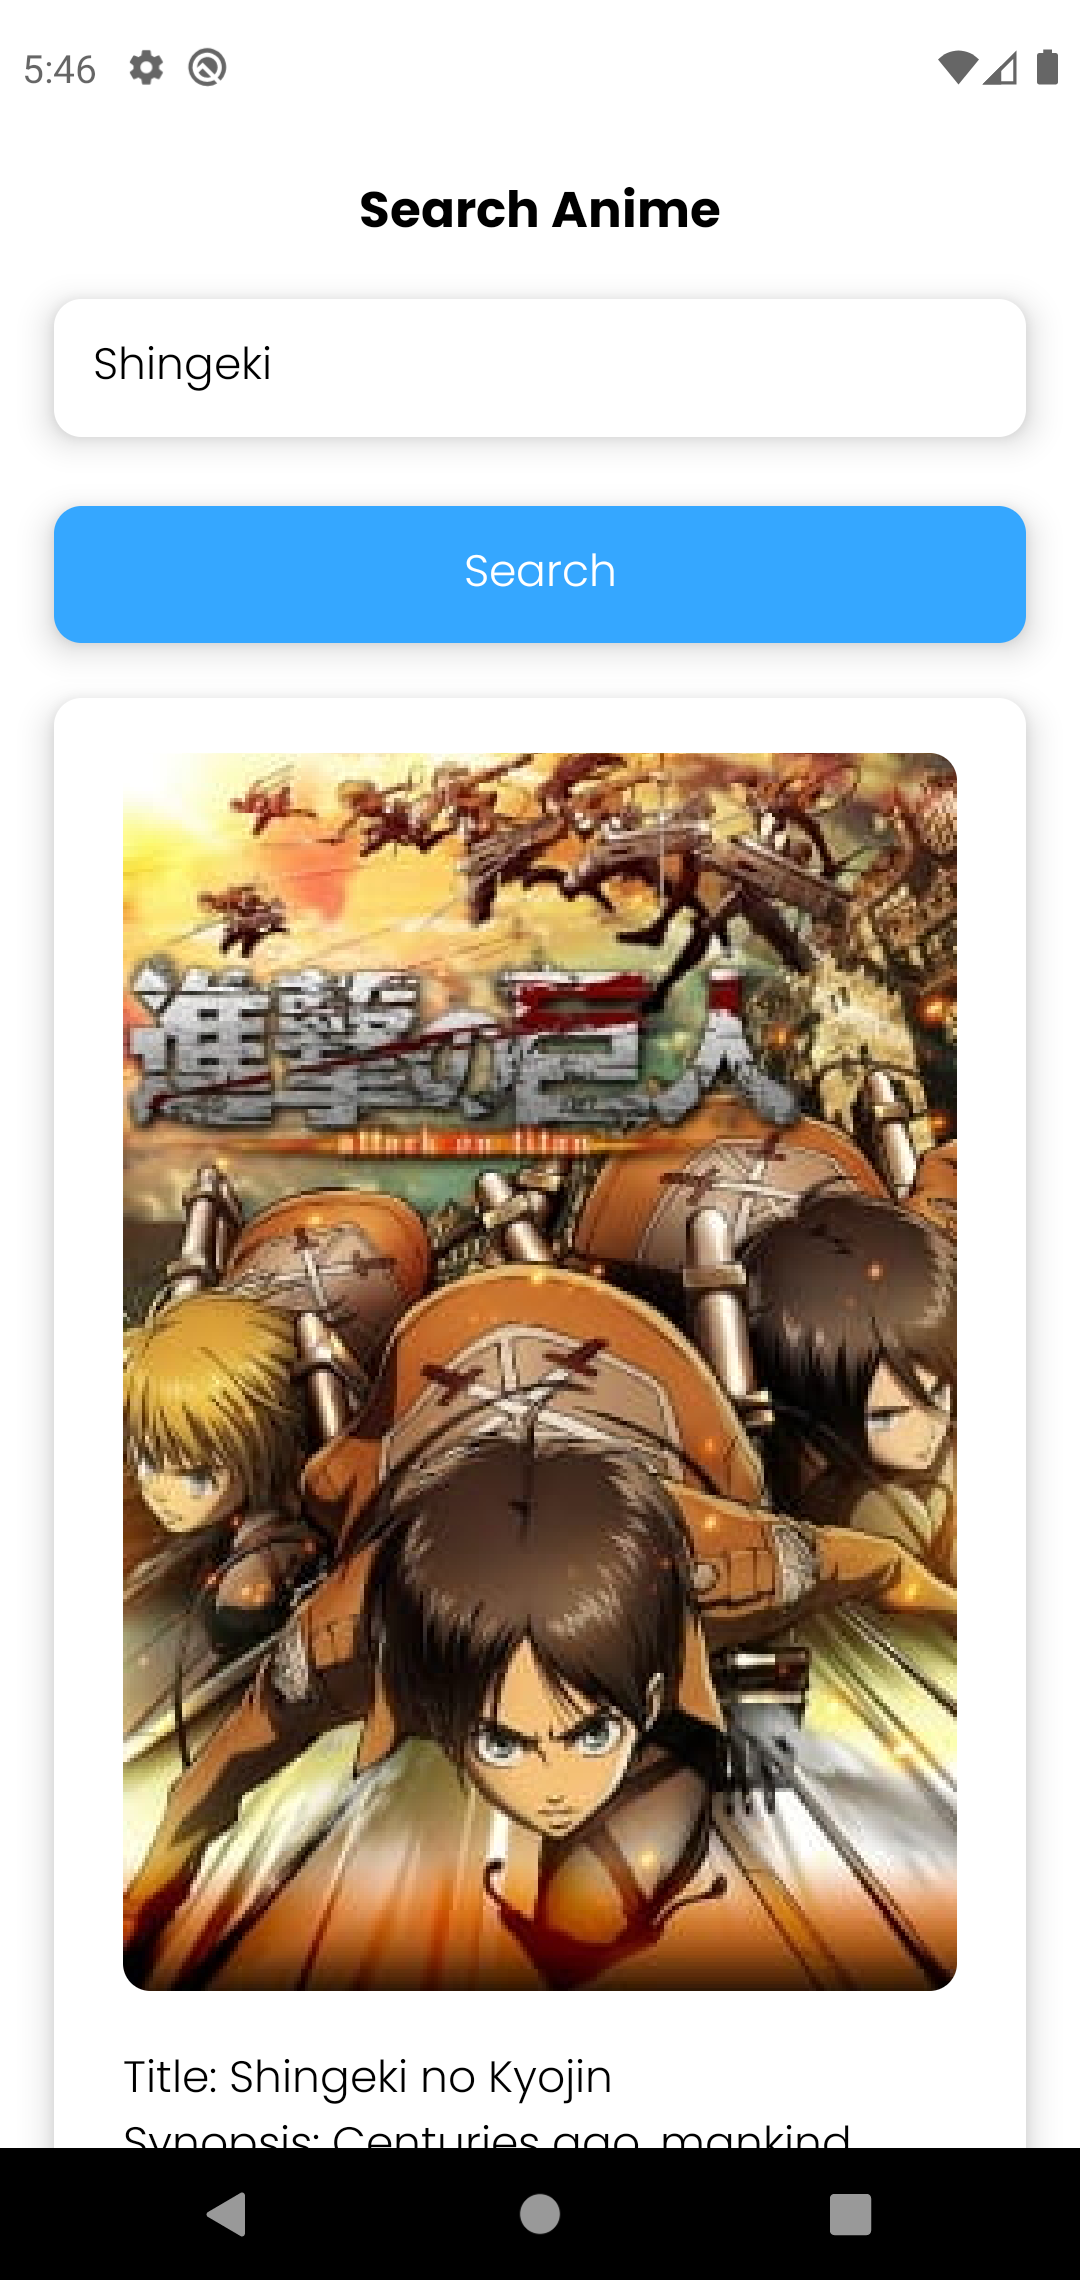 5:46
Search Anime
Shingeki
Search
進撃の巨人
attack on titan
Title: Shingeki no Kyojin
Synopsis: Centuries ago, mankind